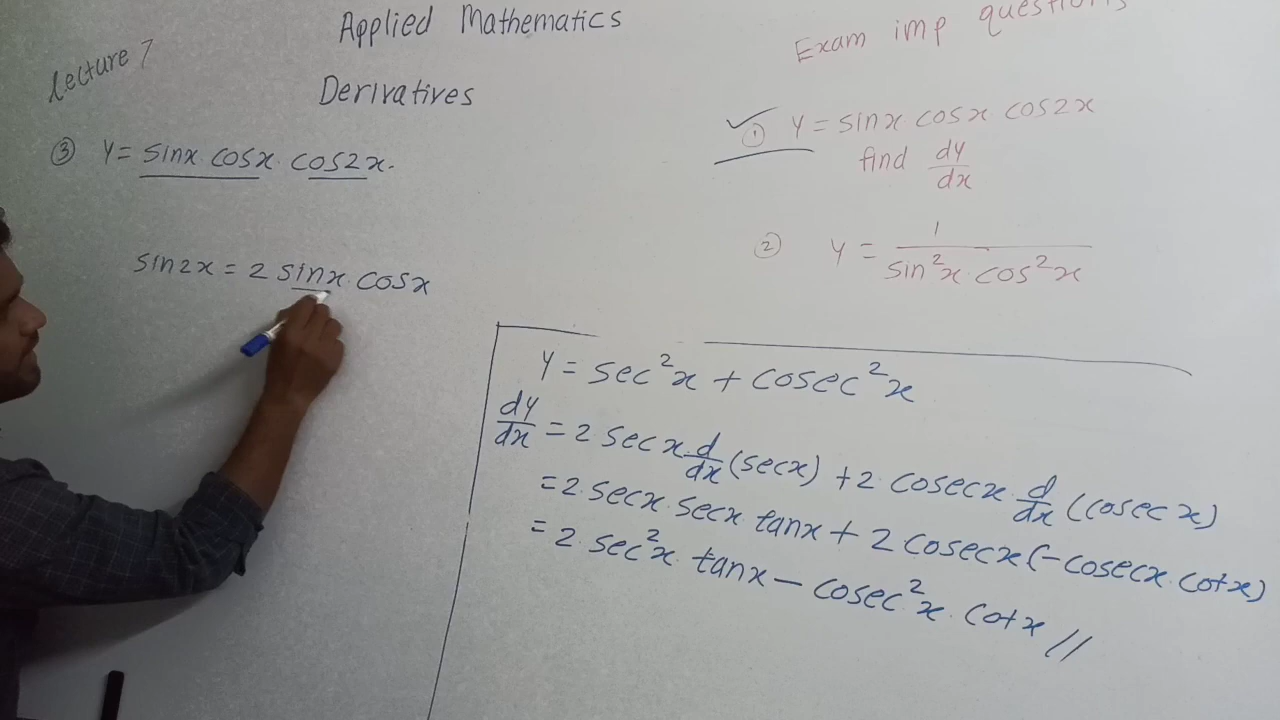 Lecture 7
Applied Mathematics
Derivatives
③ Y = sinx cosx cos2x.
sin2x = 2 sinx cosx
Exam imp questions
① Y = sinx cosx cos2x
find dy/dx
② Y = 1/(sin²x cos²x)
Y = sec²x + cosec²x
dy/dx = 2 secx. d/dx (secx) + 2 cosecx. d/dx (cosecx)
= 2. secx. secx tanx + 2 cosecx (- cosecx. cotx)
= 2. sec²x. tanx - cosec²x. cotx //